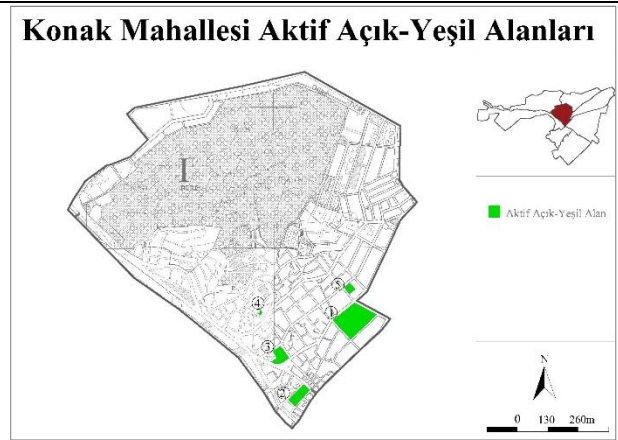 Konak Mahallesi Aktif Açık-Yeşil Alanları
Aktif Açık-Yeşil Alan
5
4
1
3
2
N
0 130 260m